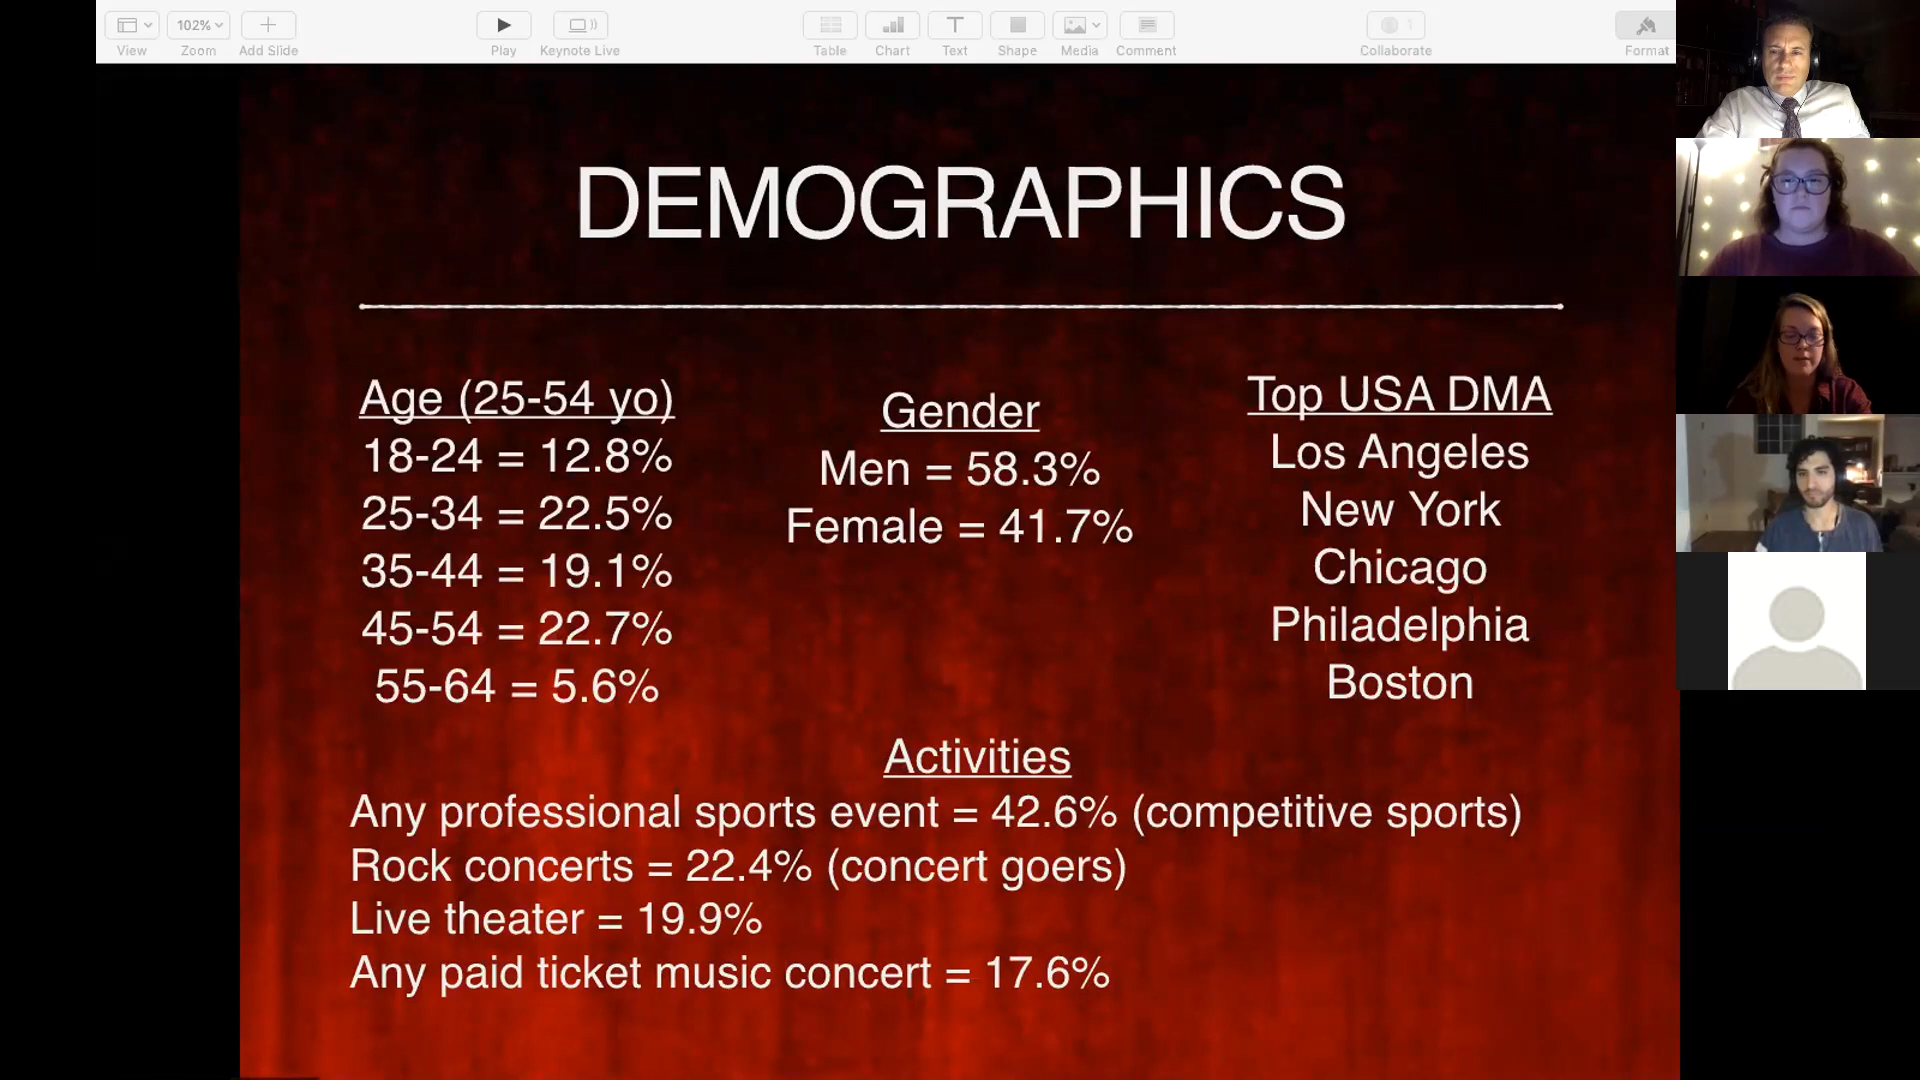 102%
View
Zoom
Add Slide
Play
Keynote Live
Table
Chart
Text
Shape
Media
Comment
1
Collaborate
Format
DEMOGRAPHICS
Age (25-54 yo)
18-24 = 12.8%
25-34 = 22.5%
35-44 = 19.1%
45-54 = 22.7%
55-64 = 5.6%
Gender
Men = 58.3%
Female = 41.7%
Top USA DMA
Los Angeles
New York
Chicago
Philadelphia
Boston
Activities
Any professional sports event = 42.6% (competitive sports)
Rock concerts = 22.4% (concert goers)
Live theater = 19.9%
Any paid ticket music concert = 17.6%